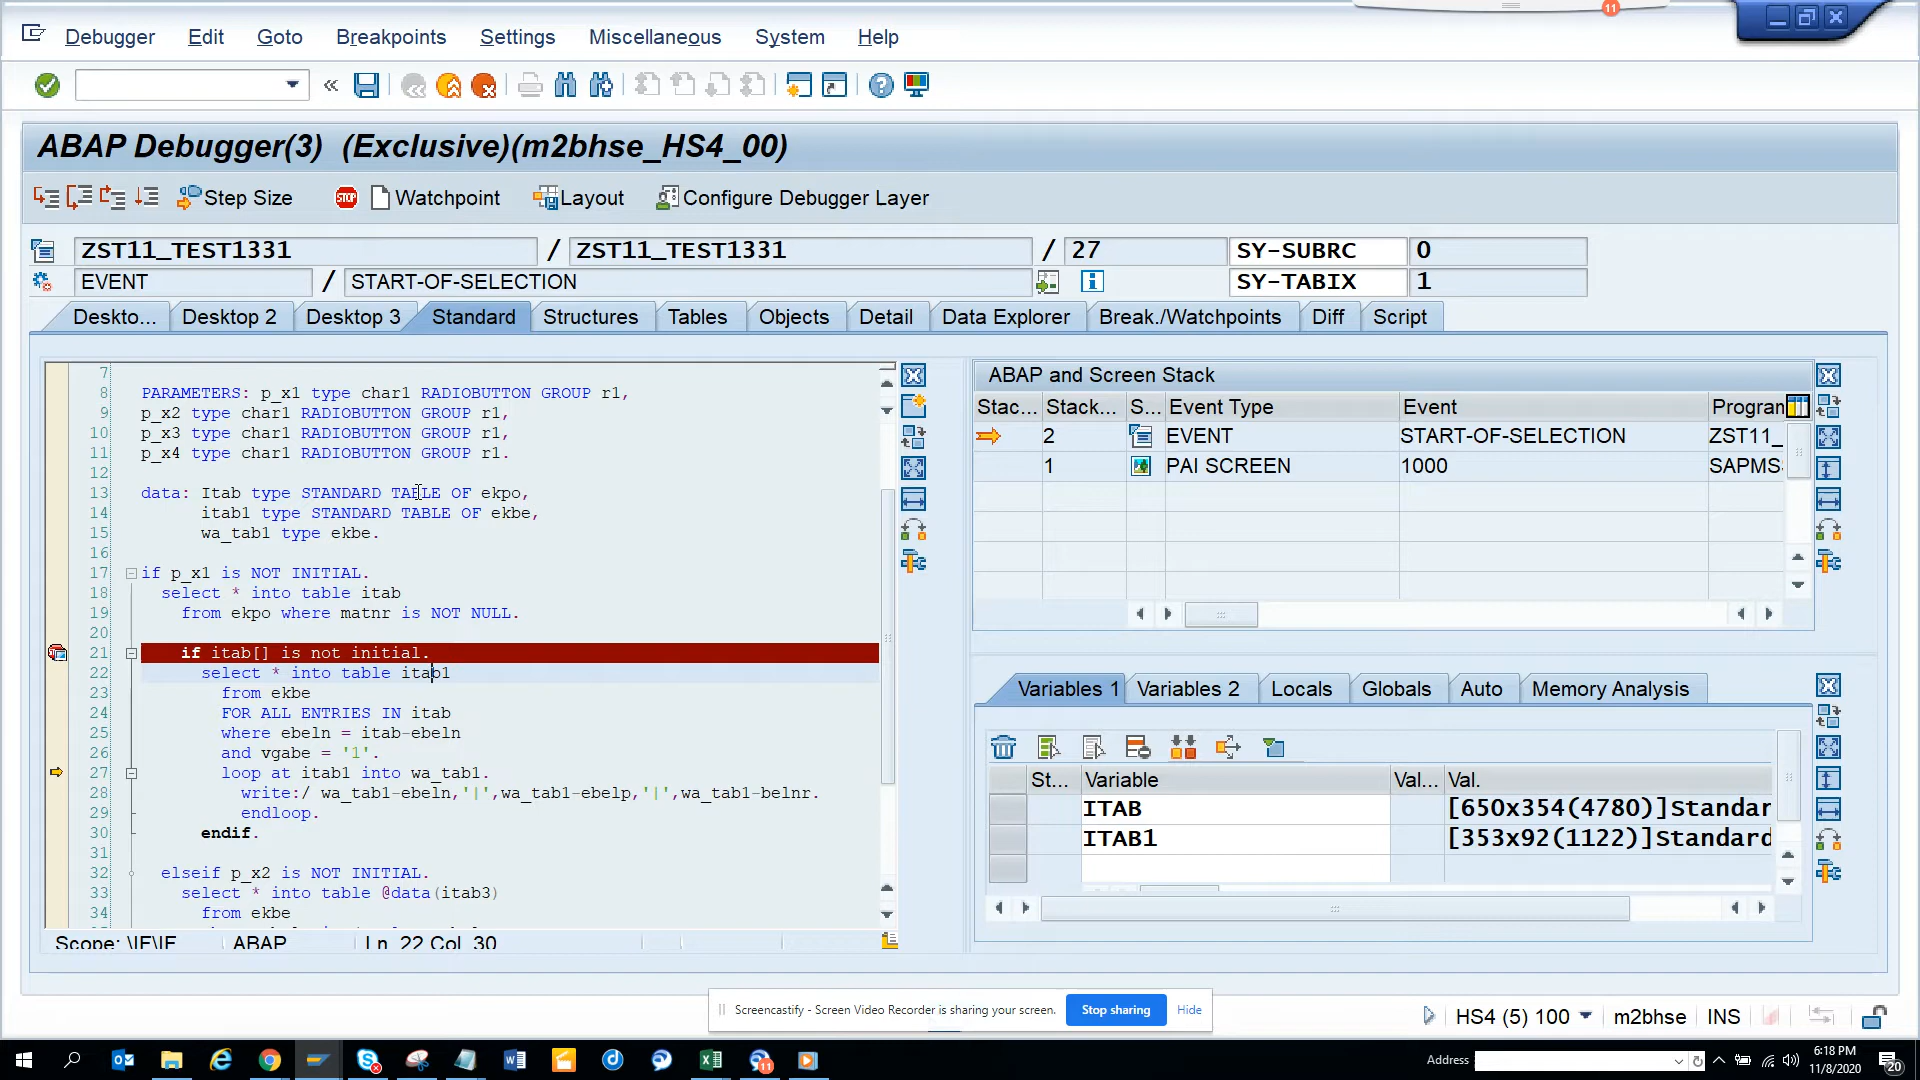 11
Debugger Edit Goto Breakpoints Settings Miscellaneous System Help
ABAP Debugger(3) (Exclusive)(m2bhse_HS4_00)
Step Size STOP Watchpoint Layout Configure Debugger Layer
ZST11_TEST1331 / ZST11_TEST1331 / 27 SY-SUBRC 0
EVENT / START-OF-SELECTION SY-TABIX 1
Deskto... Desktop 2 Desktop 3 Standard Structures Tables Objects Detail Data Explorer Break./Watchpoints Diff Script
7
8 PARAMETERS: p_x1 type char1 RADIOBUTTON GROUP r1,
9 p_x2 type char1 RADIOBUTTON GROUP r1,
10 p_x3 type char1 RADIOBUTTON GROUP r1,
11 p_x4 type char1 RADIOBUTTON GROUP r1.
12
13 data: Itab type STANDARD TABLE OF ekpo,
14 itab1 type STANDARD TABLE OF ekbe,
15 wa_tab1 type ekbe.
16
17 if p_x1 is NOT INITIAL.
18 select * into table itab
19 from ekpo where matnr is NOT NULL.
20
21 if itab[] is not initial.
22 select * into table itab1
23 from ekbe
24 FOR ALL ENTRIES IN itab
25 where ebeln = itab-ebeln
26 and vgabe = '1'.
27 loop at itab1 into wa_tab1.
28 write:/ wa_tab1-ebeln,'|',wa_tab1-ebelp,'|',wa_tab1-belnr.
29 endloop.
30 endif.
31
32 elseif p_x2 is NOT INITIAL.
33 select * into table @data(itab3)
34 from ekbe
Scope: \IF\IF ABAP Ln 22 Col 30
ABAP and Screen Stack
Stac... Stack... S... Event Type Event Program
2 EVENT START-OF-SELECTION ZST11_
1 PAI SCREEN 1000 SAPMS
Variables 1 Variables 2 Locals Globals Auto Memory Analysis
St... Variable Val... Val.
ITAB [650x354(4780)]Standar
ITAB1 [353x92(1122)]Standard
Screencastify - Screen Video Recorder is sharing your screen. Stop sharing Hide
HS4 (5) 100 m2bhse INS
Address
6:18 PM
11/8/2020
20
11